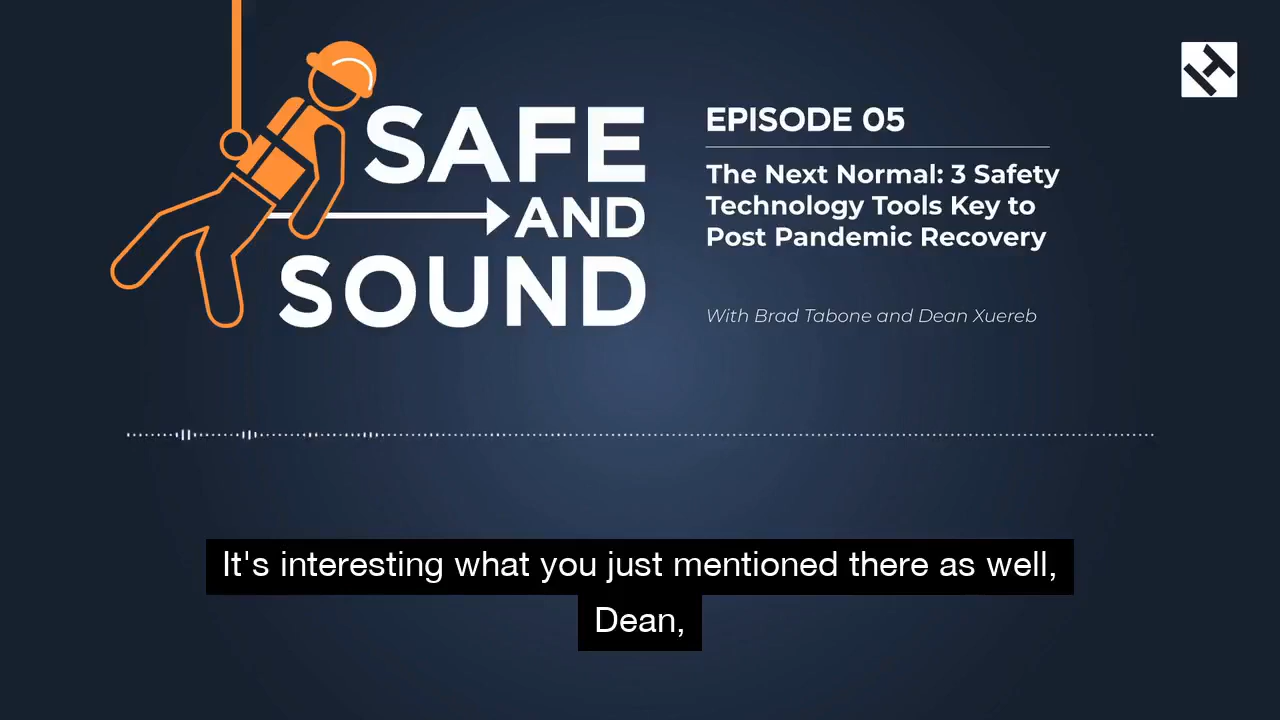 SAFE
AND
SOUND
EPISODE 05
The Next Normal: 3 Safety
Technology Tools Key to
Post Pandemic Recovery
With Brad Tabone and Dean Xuereb
It's interesting what you just mentioned there as well,
Dean,